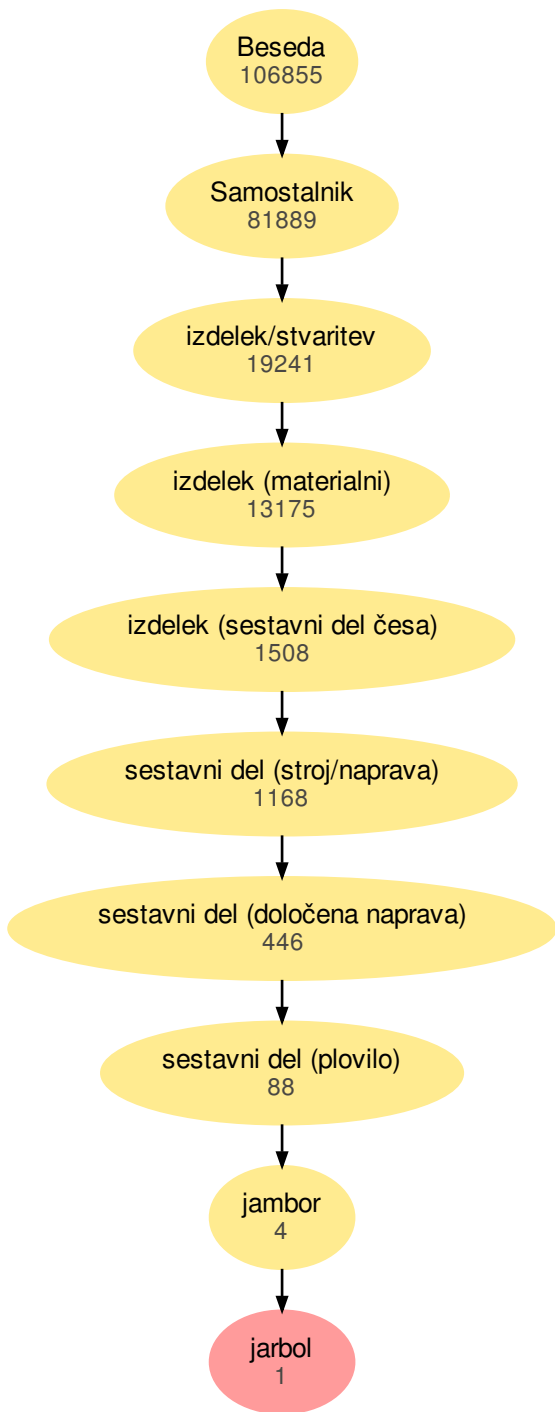 Beseda
106855
Samostalnik
81889
izdelek/stvaritev
19241
izdelek (materialni)
13175
izdelek (sestavni del česa)
1508
sestavni del (stroj/naprava)
1168
sestavni del (določena naprava)
446
sestavni del (plovilo)
88
jambor
4
jarbol
1